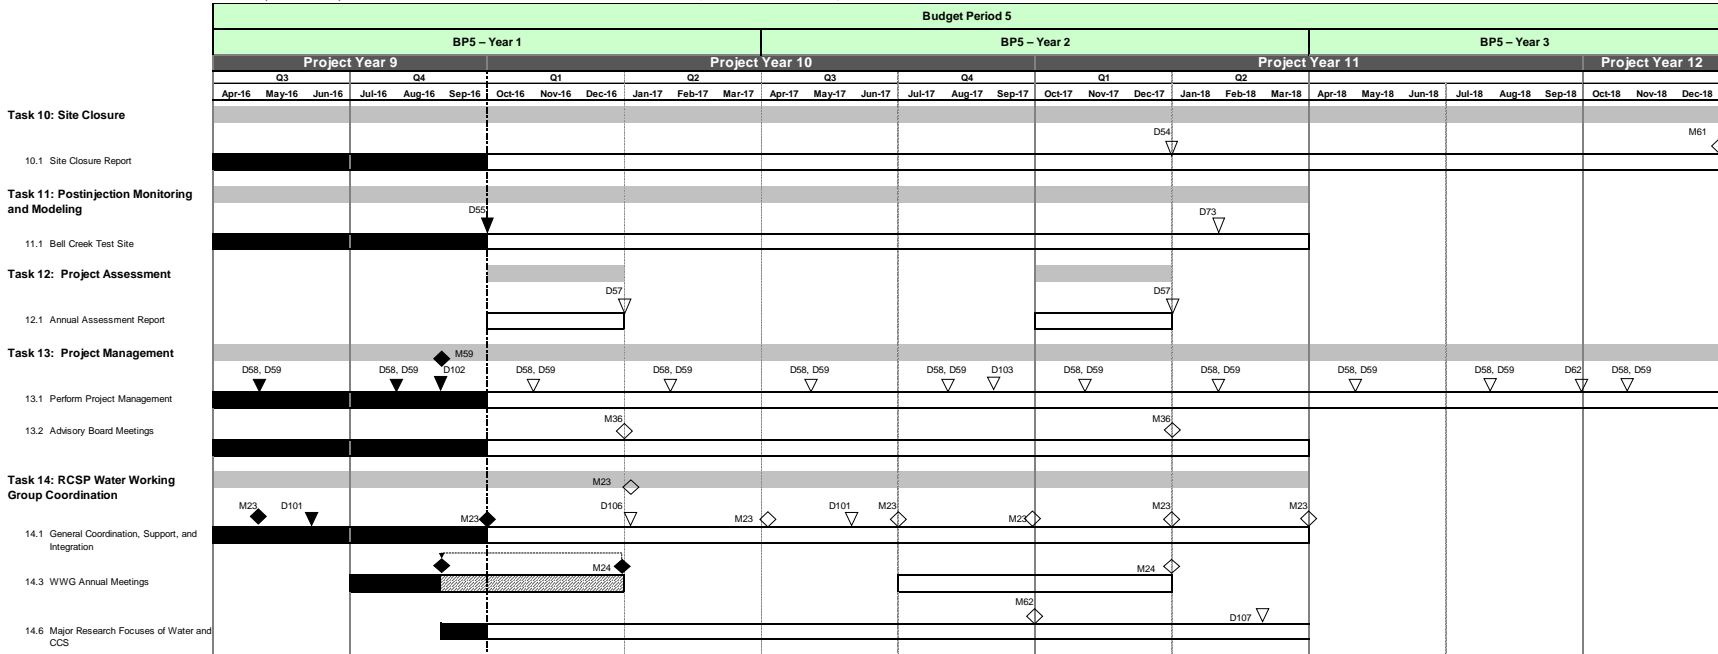 Budget Period 5
BP5 – Year 1 BP5 – Year 2 BP5 – Year 3
Project Year 9 Project Year 10 Project Year 11 Project Year 12
Q3 Q4 Q1 Q2 Q3 Q4 Q1 Q2
Apr-16 May-16 Jun-16 Jul-16 Aug-16 Sep-16 Oct-16 Nov-16 Dec-16 Jan-17 Feb-17 Mar-17 Apr-17 May-17 Jun-17 Jul-17 Aug-17 Sep-17 Oct-17 Nov-17 Dec-17 Jan-18 Feb-18 Mar-18 Apr-18 May-18 Jun-18 Jul-18 Aug-18 Sep-18 Oct-18 Nov-18 Dec-18
Task 10: Site Closure
D54 M61
10.1 Site Closure Report
Task 11: Postinjection Monitoring
and Modeling
D55 D73
11.1 Bell Creek Test Site
Task 12: Project Assessment
D57 D57
12.1 Annual Assessment Report
Task 13: Project Management
M59
D58, D59 D58, D59 D102 D58, D59 D58, D59 D58, D59 D58, D59 D103 D58, D59 D58, D59 D58, D59 D58, D59 D62 D58, D59
13.1 Perform Project Management
M36 M36
13.2 Advisory Board Meetings
Task 14: RCSP Water Working
Group Coordination
M23
M23 D101 M23 D106 M23 D101 M23 M23 M23 M23
14.1 General Coordination, Support, and
Integration
M24 M24
14.3 WWG Annual Meetings
M62
D107
14.6 Major Research Focuses of Water and
CCS